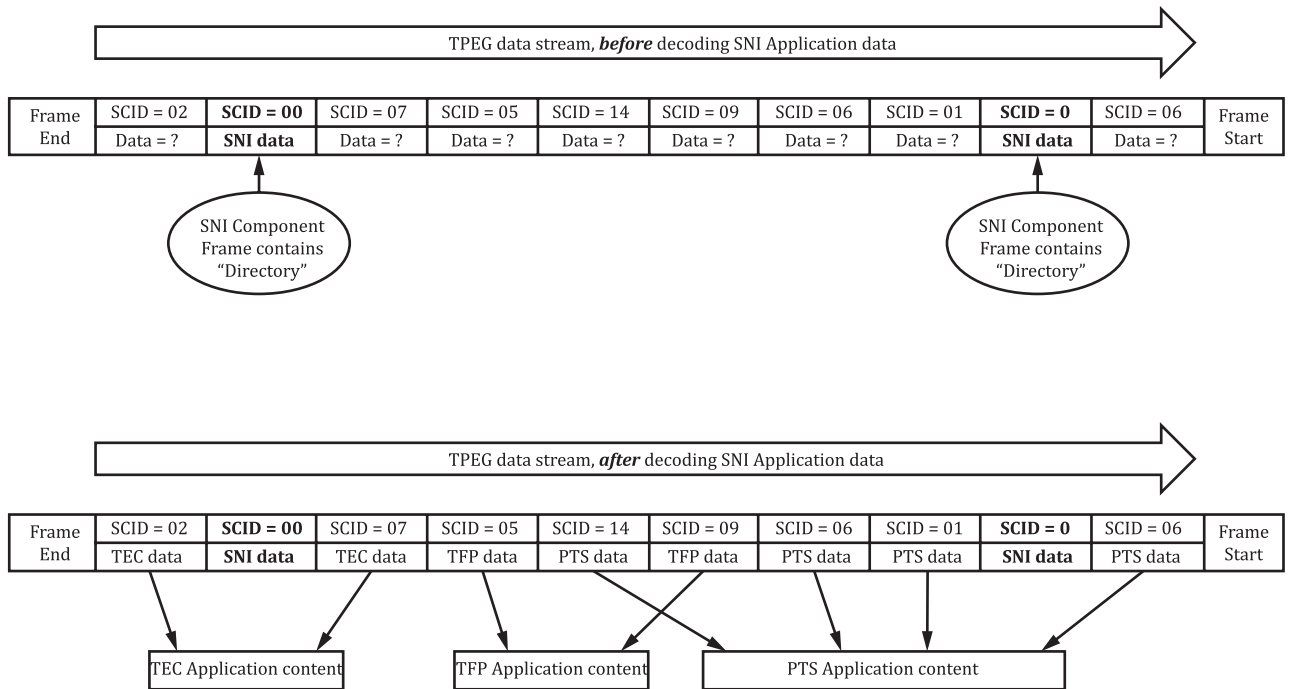 TPEG data stream, before decoding SNI Application data
Frame End
SCID = 02 SCID = 00 SCID = 07 SCID = 05 SCID = 14 SCID = 09 SCID = 06 SCID = 01 SCID = 0 SCID = 06
Data = ? SNI data Data = ? Data = ? Data = ? Data = ? Data = ? Data = ? SNI data Data = ?
Frame Start
SNI Component
Frame contains
“Directory”
SNI Component
Frame contains
“Directory”
TPEG data stream, after decoding SNI Application data
Frame End
SCID = 02 SCID = 00 SCID = 07 SCID = 05 SCID = 14 SCID = 09 SCID = 06 SCID = 01 SCID = 0 SCID = 06
TEC data SNI data TEC data TFP data PTS data TFP data PTS data PTS data SNI data PTS data
Frame Start
TEC Application content TFP Application content PTS Application content